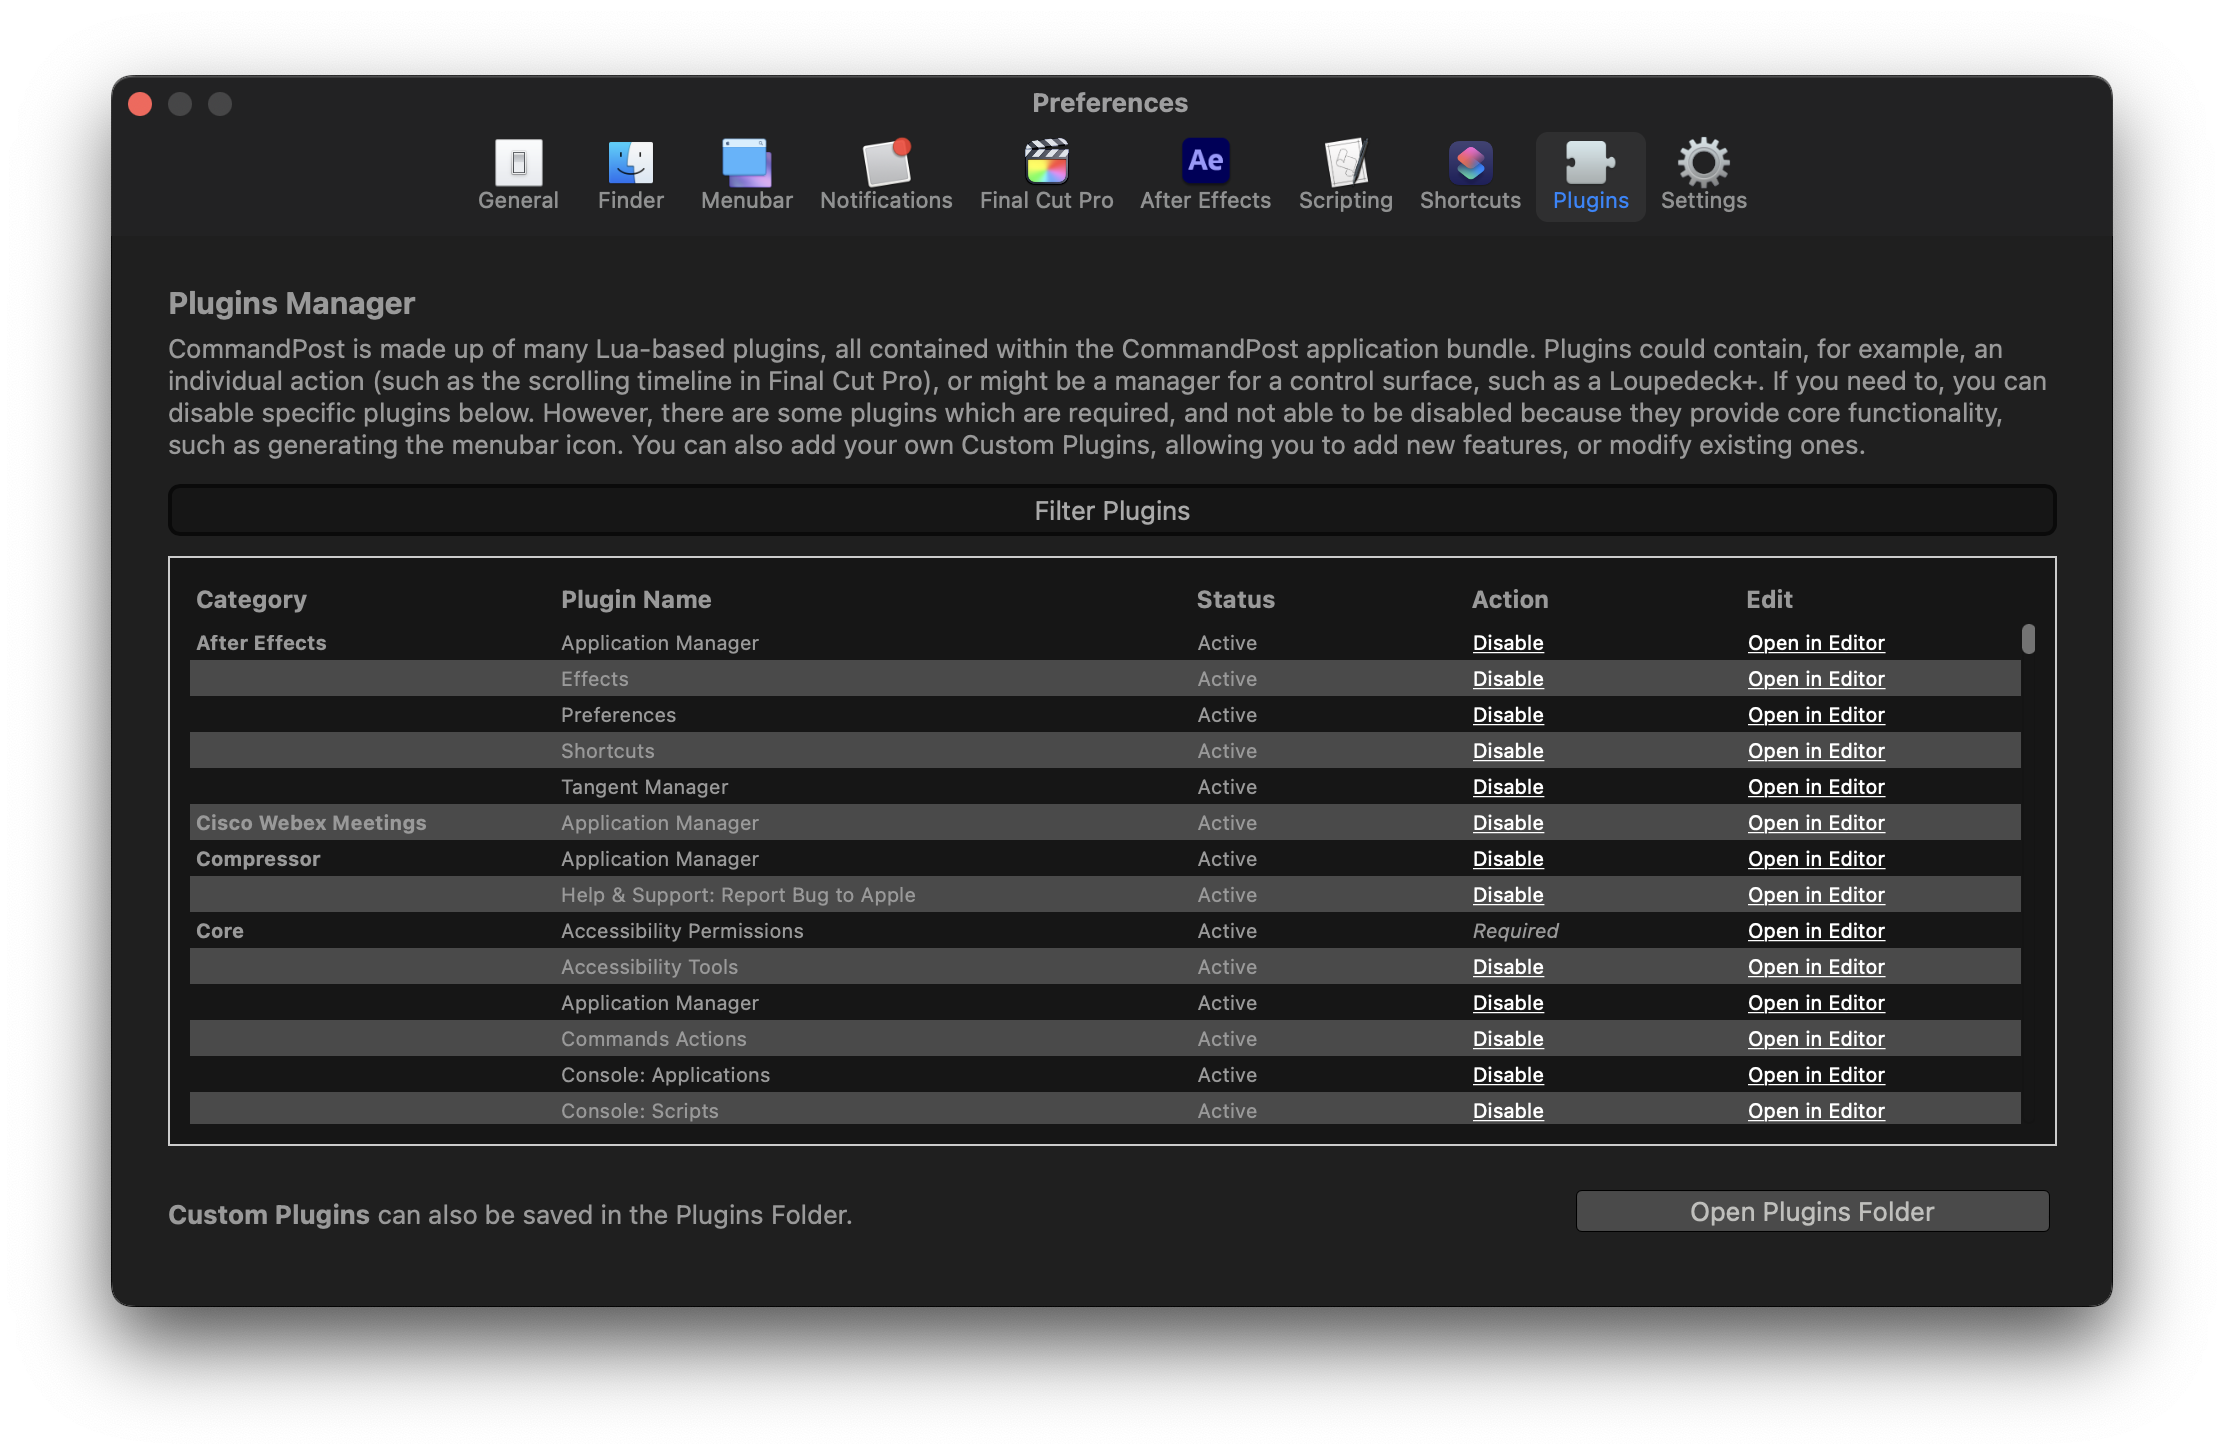 Preferences
General Finder Menubar Notifications Final Cut Pro Ae After Effects Scripting Shortcuts Plugins Settings
Plugins Manager
CommandPost is made up of many Lua-based plugins, all contained within the CommandPost application bundle. Plugins could contain, for example, an
individual action (such as the scrolling timeline in Final Cut Pro), or might be a manager for a control surface, such as a Loupedeck+. If you need to, you can
disable specific plugins below. However, there are some plugins which are required, and not able to be disabled because they provide core functionality,
such as generating the menubar icon. You can also add your own Custom Plugins, allowing you to add new features, or modify existing ones.
Filter Plugins
Category Plugin Name Status Action Edit
After Effects Application Manager Active Disable Open in Editor
Effects Active Disable Open in Editor
Preferences Active Disable Open in Editor
Shortcuts Active Disable Open in Editor
Tangent Manager Active Disable Open in Editor
Cisco Webex Meetings Application Manager Active Disable Open in Editor
Compressor Application Manager Active Disable Open in Editor
Help & Support: Report Bug to Apple Active Disable Open in Editor
Core Accessibility Permissions Active Required Open in Editor
Accessibility Tools Active Disable Open in Editor
Application Manager Active Disable Open in Editor
Commands Actions Active Disable Open in Editor
Console: Applications Active Disable Open in Editor
Console: Scripts Active Disable Open in Editor
Custom Plugins can also be saved in the Plugins Folder. Open Plugins Folder